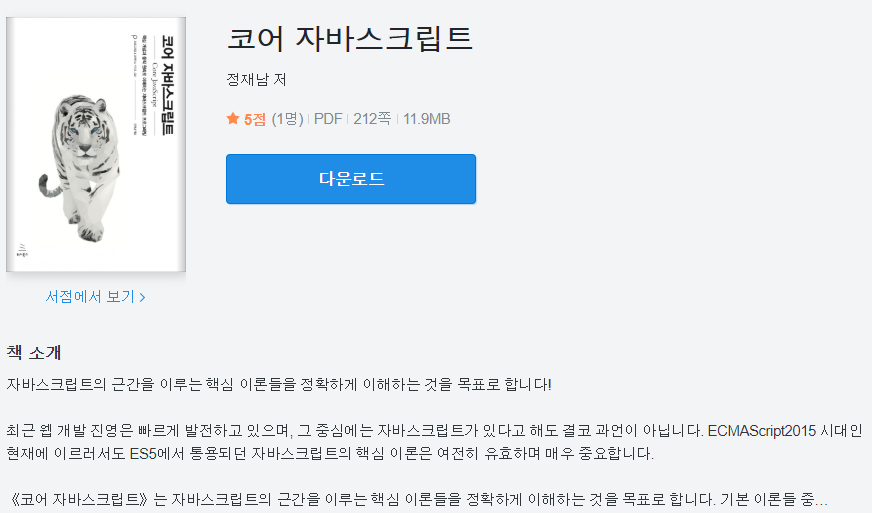 코어 자바스크립트
Core JavaScript
코어 자바스크립트
정재남 저
5점 (1명) PDF 212쪽 11.9MB
다운로드
서점에서 보기
책 소개
자바스크립트의 근간을 이루는 핵심 이론들을 정확하게 이해하는 것을 목표로 합니다!
최근 웹 개발 진영은 빠르게 발전하고 있으며, 그 중심에는 자바스크립트가 있다고 해도 결코 과언이 아닙니다. ECMAScript2015 시대인
현재에 이르러서도 ES5에서 통용되던 자바스크립트의 핵심 이론은 여전히 유효하며 매우 중요합니다.
《코어 자바스크립트》는 자바스크립트의 근간을 이루는 핵심 이론들을 정확하게 이해하는 것을 목표로 합니다. 기본 이론들 중...